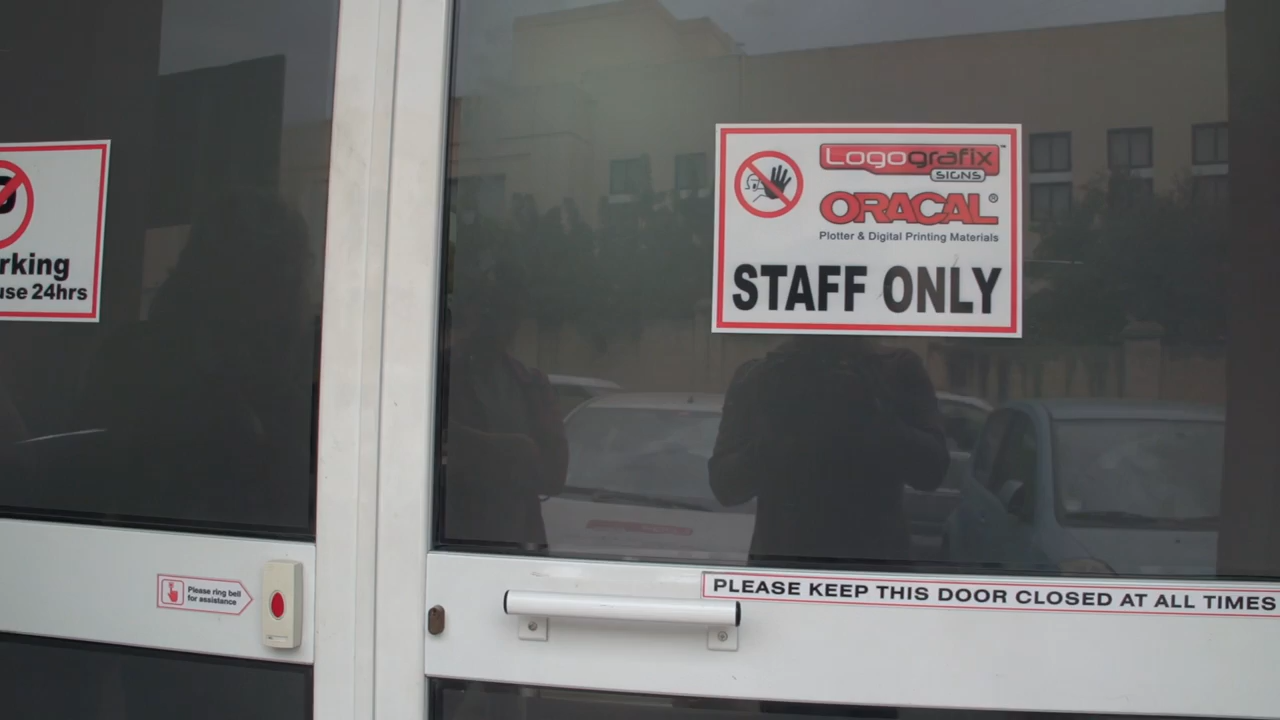 rking
use 24hrs
Logografix™
SIGNS
ORACAL®
Plotter & Digital Printing Materials
STAFF ONLY
Please ring bell
for assistance
PLEASE KEEP THIS DOOR CLOSED AT ALL TIMES